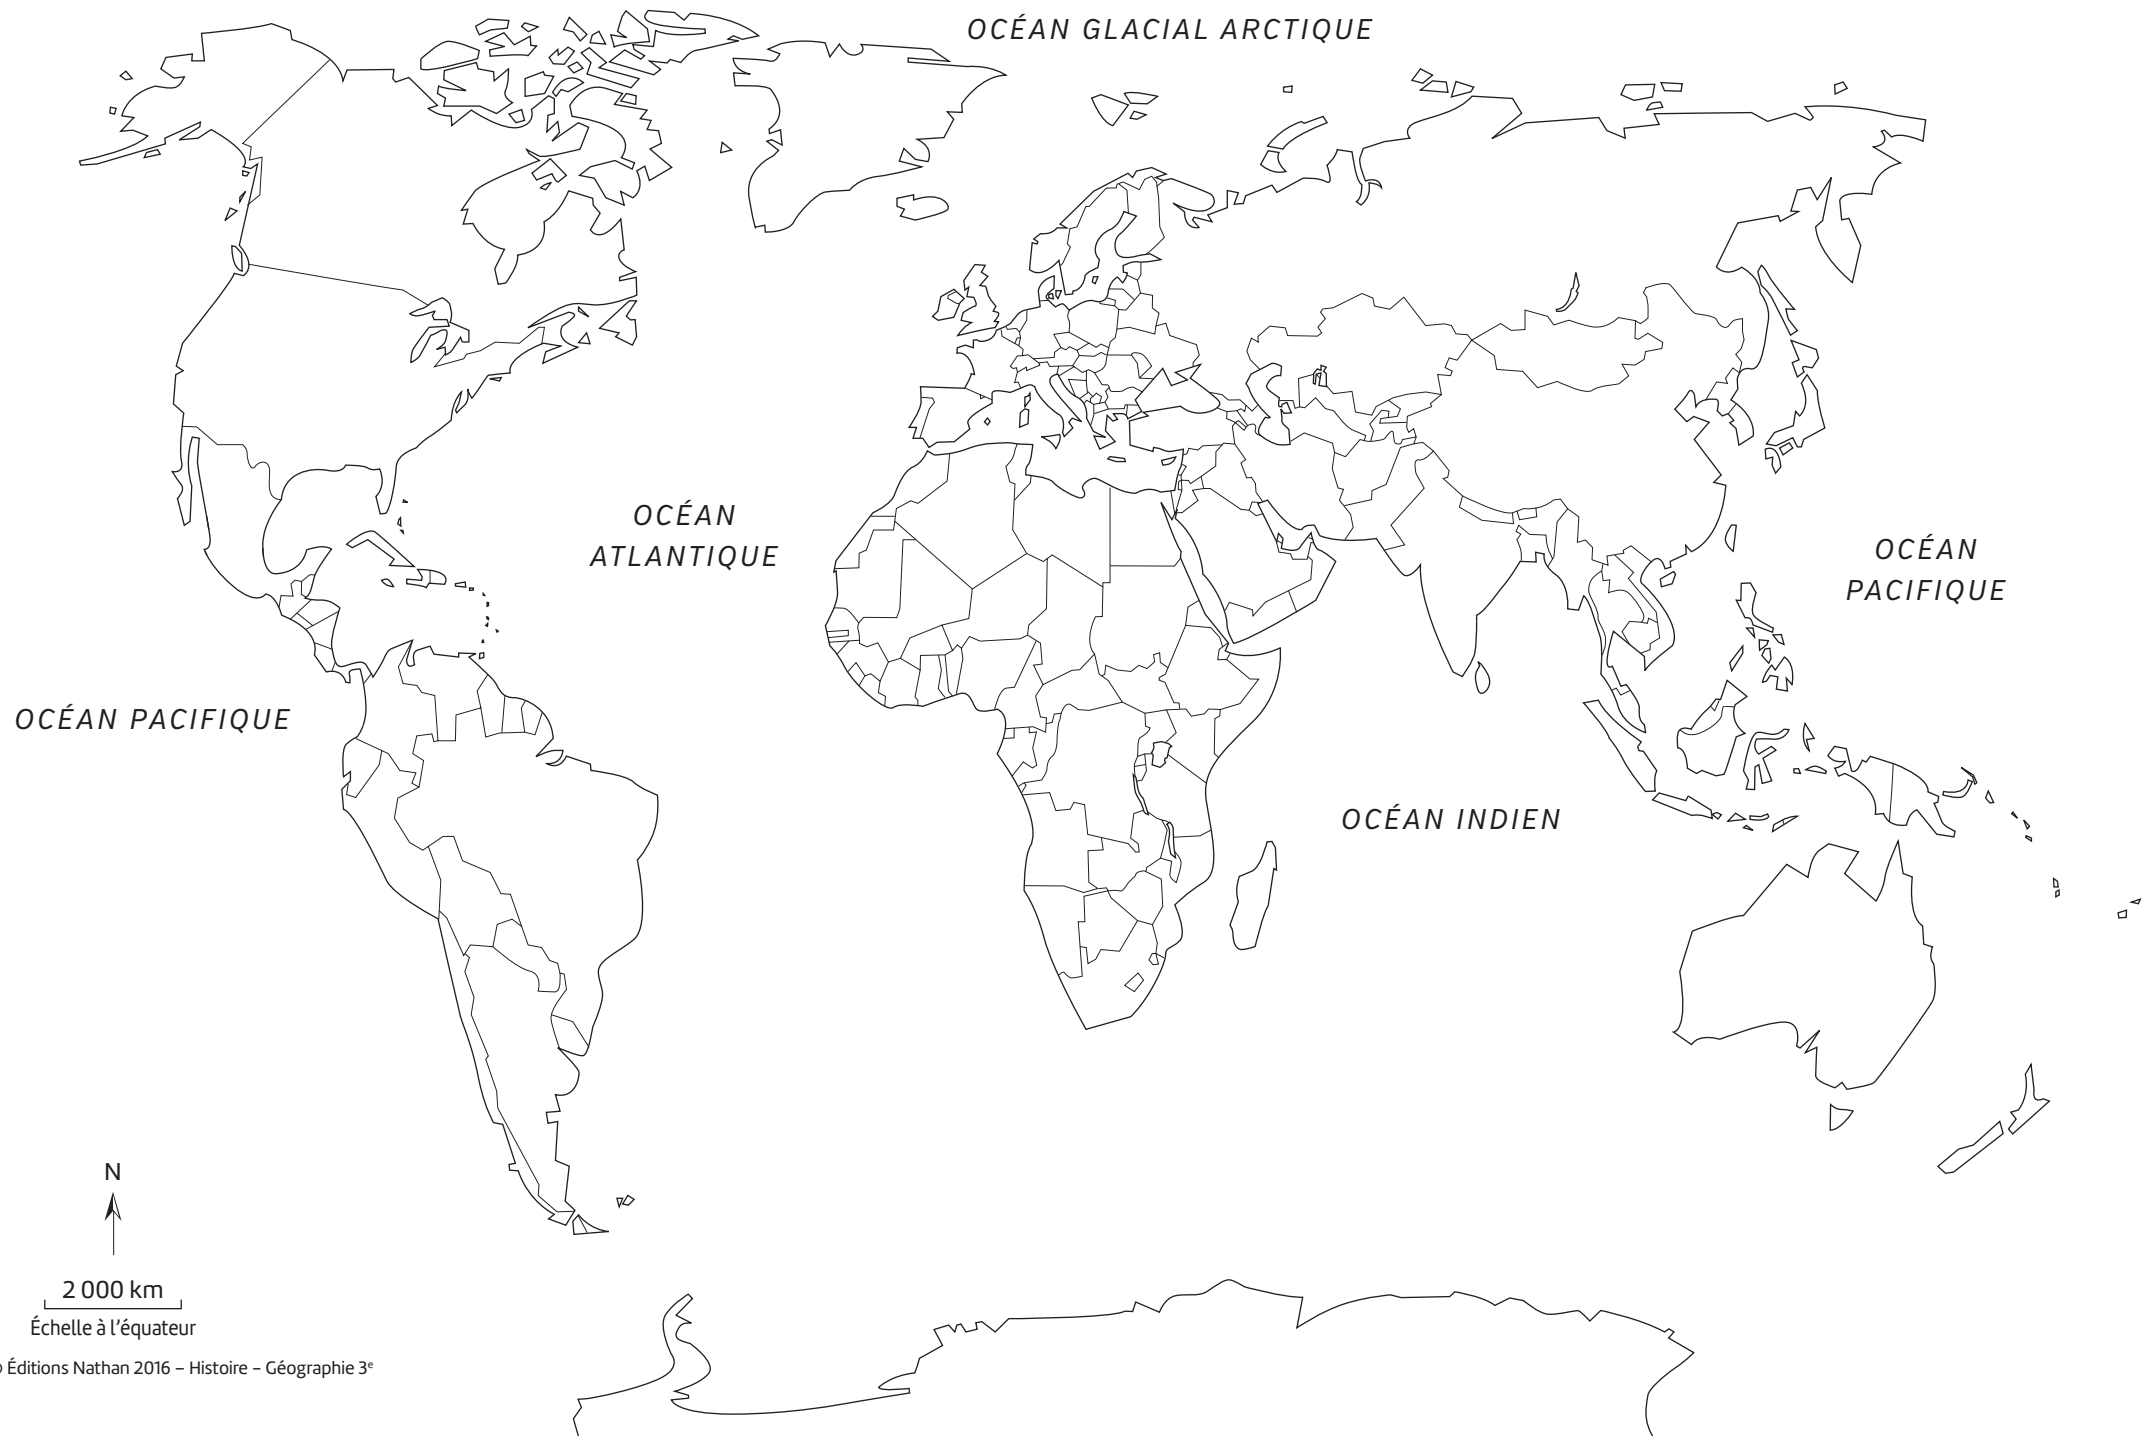 OCÉAN GLACIAL ARCTIQUE
OCÉAN
ATLANTIQUE
OCÉAN
PACIFIQUE
OCÉAN PACIFIQUE
OCÉAN INDIEN
N
2 000 km
Échelle à l'équateur
© Éditions Nathan 2016 – Histoire – Géographie 3e